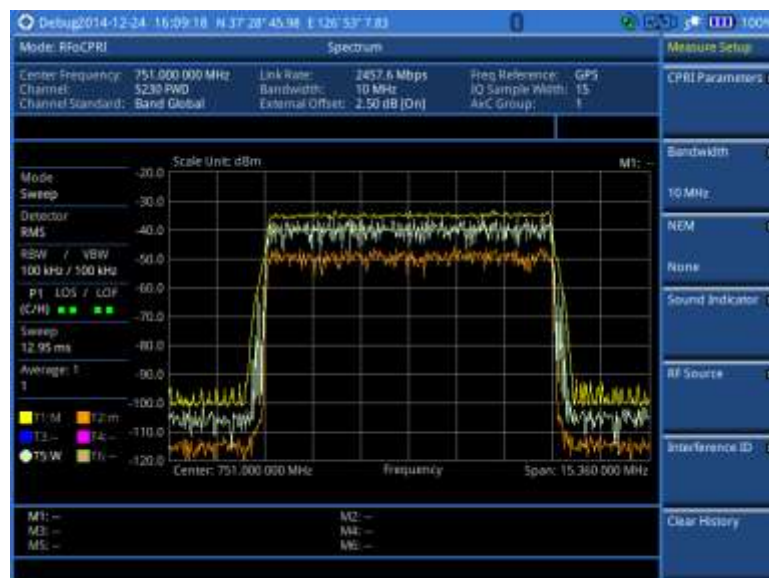 Debug2014-12-24 16:09:18 N 37° 28' 45.98 E 126° 53' 7.83 100%
Mode: RFoCPRI Spectrum Measure Setup
Center Frequency: 751.000 000 MHz Link Rate: 2457.6 Mbps Freq Reference: GPS
Channel: 5230 FWD Bandwidth: 10 MHz IQ Sample Width: 15
Channel Standard: Band Global External Offset: 2.50 dB [On] AxC Group: 1
CPRI Parameters
Scale Unit: dBm M1: --
Mode
Sweep
Detector
RMS
RBW / VBW
100 kHz / 100 kHz
P1 LOS / LOF
(C/H)
Sweep
12.95 ms
Average: 1
1
T1:M T2:m
T3:-- T4:--
T5:W T6:--
-20.0
-30.0
-40.0
-50.0
-60.0
-70.0
-80.0
-90.0
-100.0
-110.0
-120.0
Center: 751.000 000 MHz Frequency Span: 15.360 000 MHz
M1: -- M2: --
M3: -- M4: --
M5: -- M6: --
Bandwidth
10 MHz
NEM
None
Sound Indicator
RF Source
Interference ID
Clear History